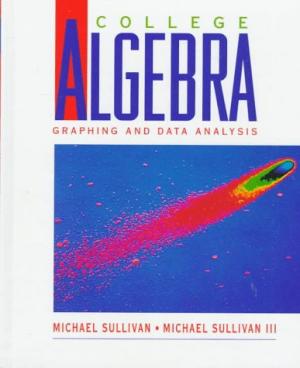 COLLEGE
ALGEBRA
GRAPHING AND DATA ANALYSIS
MICHAEL SULLIVAN • MICHAEL SULLIVAN III